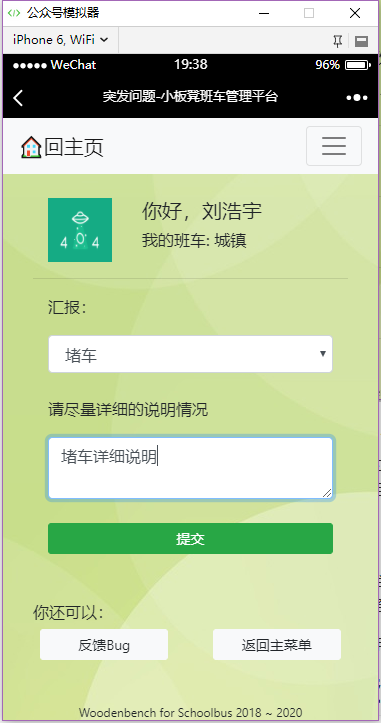 公众号模拟器
iPhone 6, WiFi
WeChat 19:38 96%
突发问题-小板凳班车管理平台
回主页
404
你好，刘浩宇
我的班车: 城镇
汇报:
堵车
请尽量详细的说明情况
堵车详细说明
提交
你还可以:
反馈Bug 返回主菜单
Woodenbench for Schoolbus 2018 ~ 2020